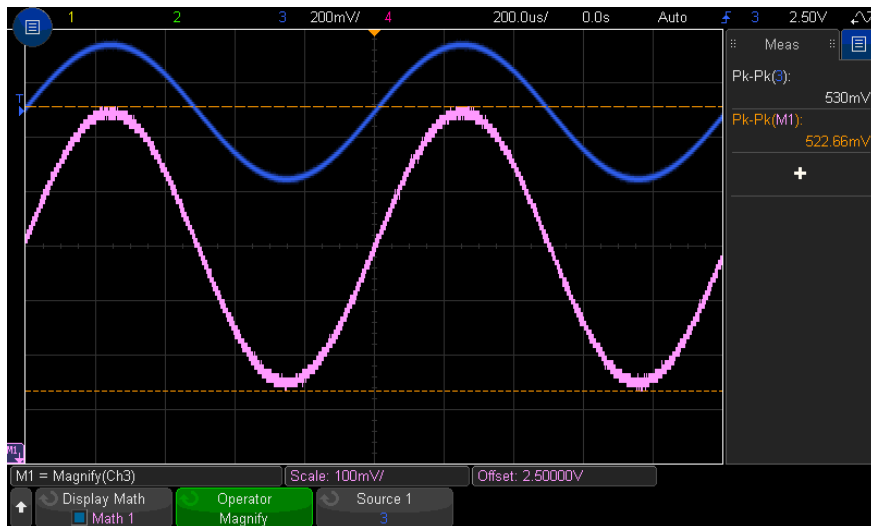 1 2 3 200mV/ 4 200.0us/ 0.0s Auto 3 2.50V
Meas
T
Pk-Pk(3):
530mV
Pk-Pk(M1):
522.66mV
+
M1
M1 = Magnify(Ch3) Scale: 100mV/ Offset: 2.50000V
Display Math Operator Source 1
Math 1 Magnify 3